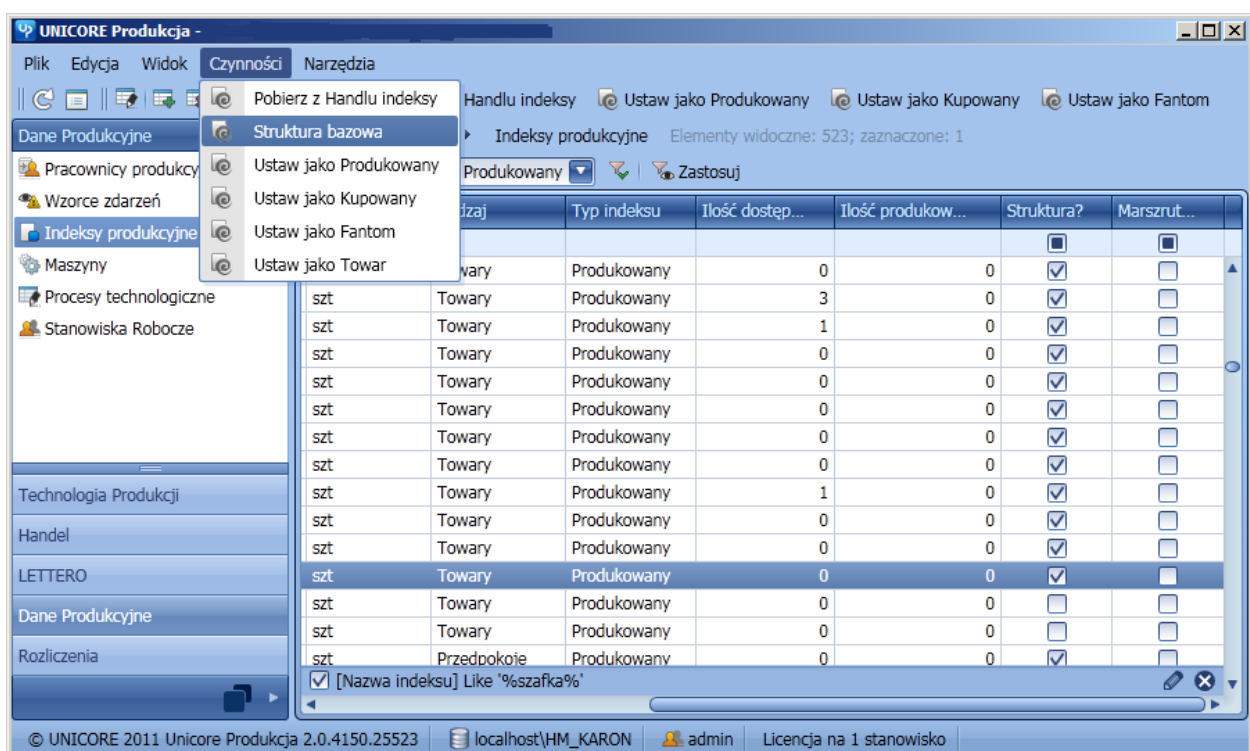 UNICORE Produkcja -
Plik Edycja Widok Czynności Narzędzia
Pobierz z Handlu indeksy
Struktura bazowa
Ustaw jako Produkowany
Ustaw jako Kupowany
Ustaw jako Fantom
Ustaw jako Towar
Handlu indeksy Ustaw jako Produkowany Ustaw jako Kupowany Ustaw jako Fantom
Dane Produkcyjne
Indeksy produkcyjne Elementy widoczne: 523; zaznaczone: 1
Pracownicy produkcy
Produkowany Zastosuj
Wzorce zdarzeń
Indeksy produkcyjne
Maszyny
Procesy technologiczne
Stanowiska Robocze
dzaj Typ indeksu Ilość dostęp... Ilość produkow... Struktura? Marszrut...
wary Produkowany 0 0
szt Towary Produkowany 3 0
szt Towary Produkowany 1 0
szt Towary Produkowany 0 0
szt Towary Produkowany 0 0
szt Towary Produkowany 0 0
szt Towary Produkowany 0 0
szt Towary Produkowany 0 0
szt Towary Produkowany 1 0
szt Towary Produkowany 0 0
szt Towary Produkowany 0 0
szt Towary Produkowany 0 0
szt Towary Produkowany 0 0
szt Towary Produkowany 0 0
szt Przedpokoje Produkowany 0 0
[Nazwa indeksu] Like '%szafka%'
Technologia Produkcji
Handel
LETTERO
Dane Produkcyjne
Rozliczenia
© UNICORE 2011 Unicore Produkcja 2.0.4150.25523 localhost\HM_KARON admin Licencja na 1 stanowisko